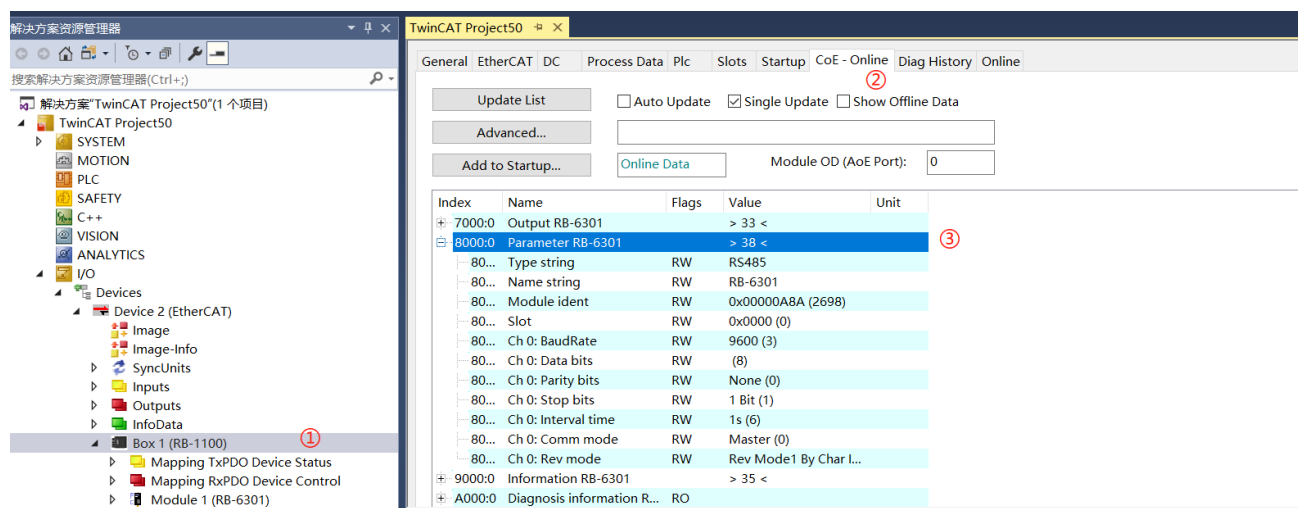 解决方案资源管理器
搜索解决方案资源管理器(Ctrl+;)
解决方案"TwinCAT Project50"(1 个项目)
TwinCAT Project50
SYSTEM
MOTION
PLC
SAFETY
C++
VISION
ANALYTICS
I/O
Devices
Device 2 (EtherCAT)
Image
Image-Info
SyncUnits
Inputs
Outputs
InfoData
Box 1 (RB-1100) ①
Mapping TxPDO Device Status
Mapping RxPDO Device Control
Module 1 (RB-6301)
TwinCAT Project50
General EtherCAT DC Process Data Plc Slots Startup CoE - Online Diag History Online
②
Update List Auto Update Single Update Show Offline Data
Advanced...
Add to Startup... Online Data Module OD (AoE Port): 0
Index Name Flags Value Unit
7000:0 Output RB-6301 > 33 <
8000:0 Parameter RB-6301 > 38 < ③
80... Type string RW RS485
80... Name string RW RB-6301
80... Module ident RW 0x00000A8A (2698)
80... Slot RW 0x0000 (0)
80... Ch 0: BaudRate RW 9600 (3)
80... Ch 0: Data bits RW (8)
80... Ch 0: Parity bits RW None (0)
80... Ch 0: Stop bits RW 1 Bit (1)
80... Ch 0: Interval time RW 1s (6)
80... Ch 0: Comm mode RW Master (0)
80... Ch 0: Rev mode RW Rev Mode1 By Char I...
9000:0 Information RB-6301 > 35 <
A000:0 Diagnosis information R... RO